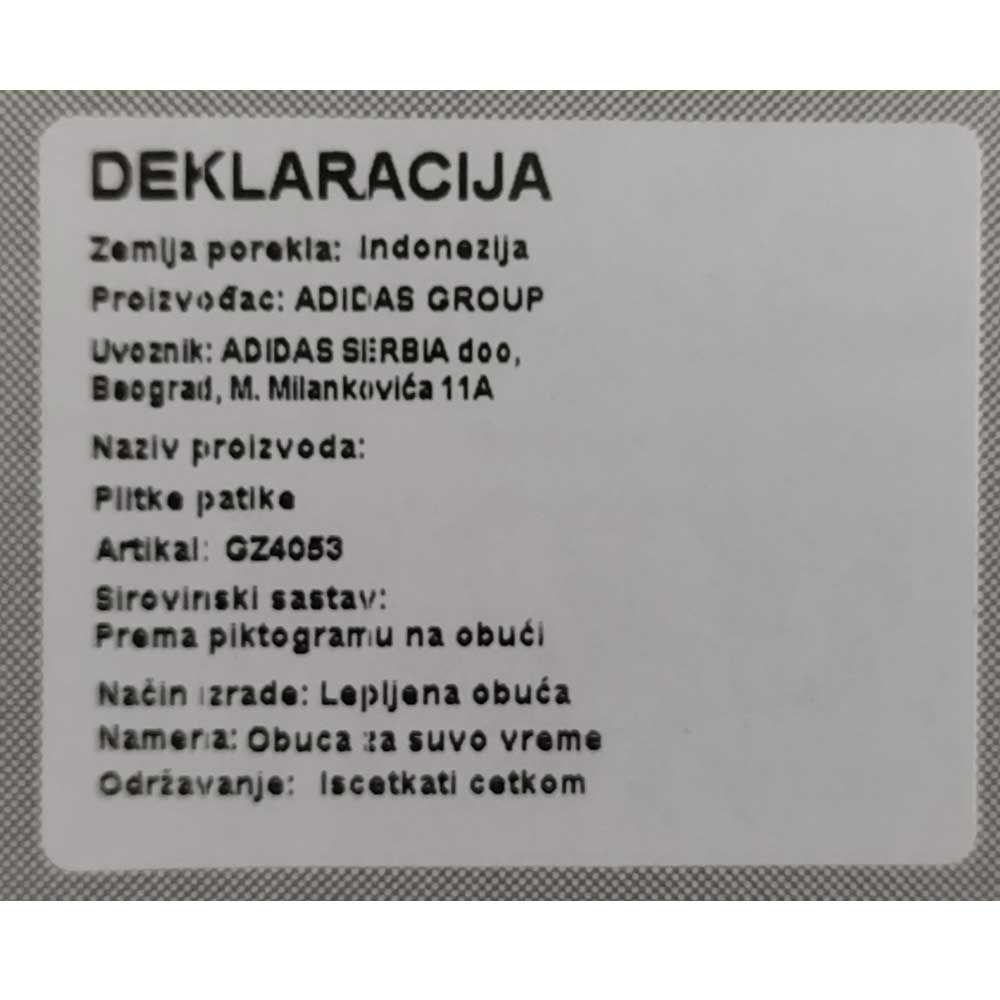 DEKLARACIJA
Zemlja porekla: Indonezija
Proizvođac: ADIDAS GROUP
Uvoznik: ADIDAS SERBIA doo,
Beograd, M. Milankovića 11A
Naziv proizvoda:
Plitke patike
Artikal: GZ4053
Sirovinski sastav:
Prema piktogramu na obući
Način izrade: Lepljena obuća
Namena: Obuca za suvo vreme
Održavanje: Iscetkati cetkom